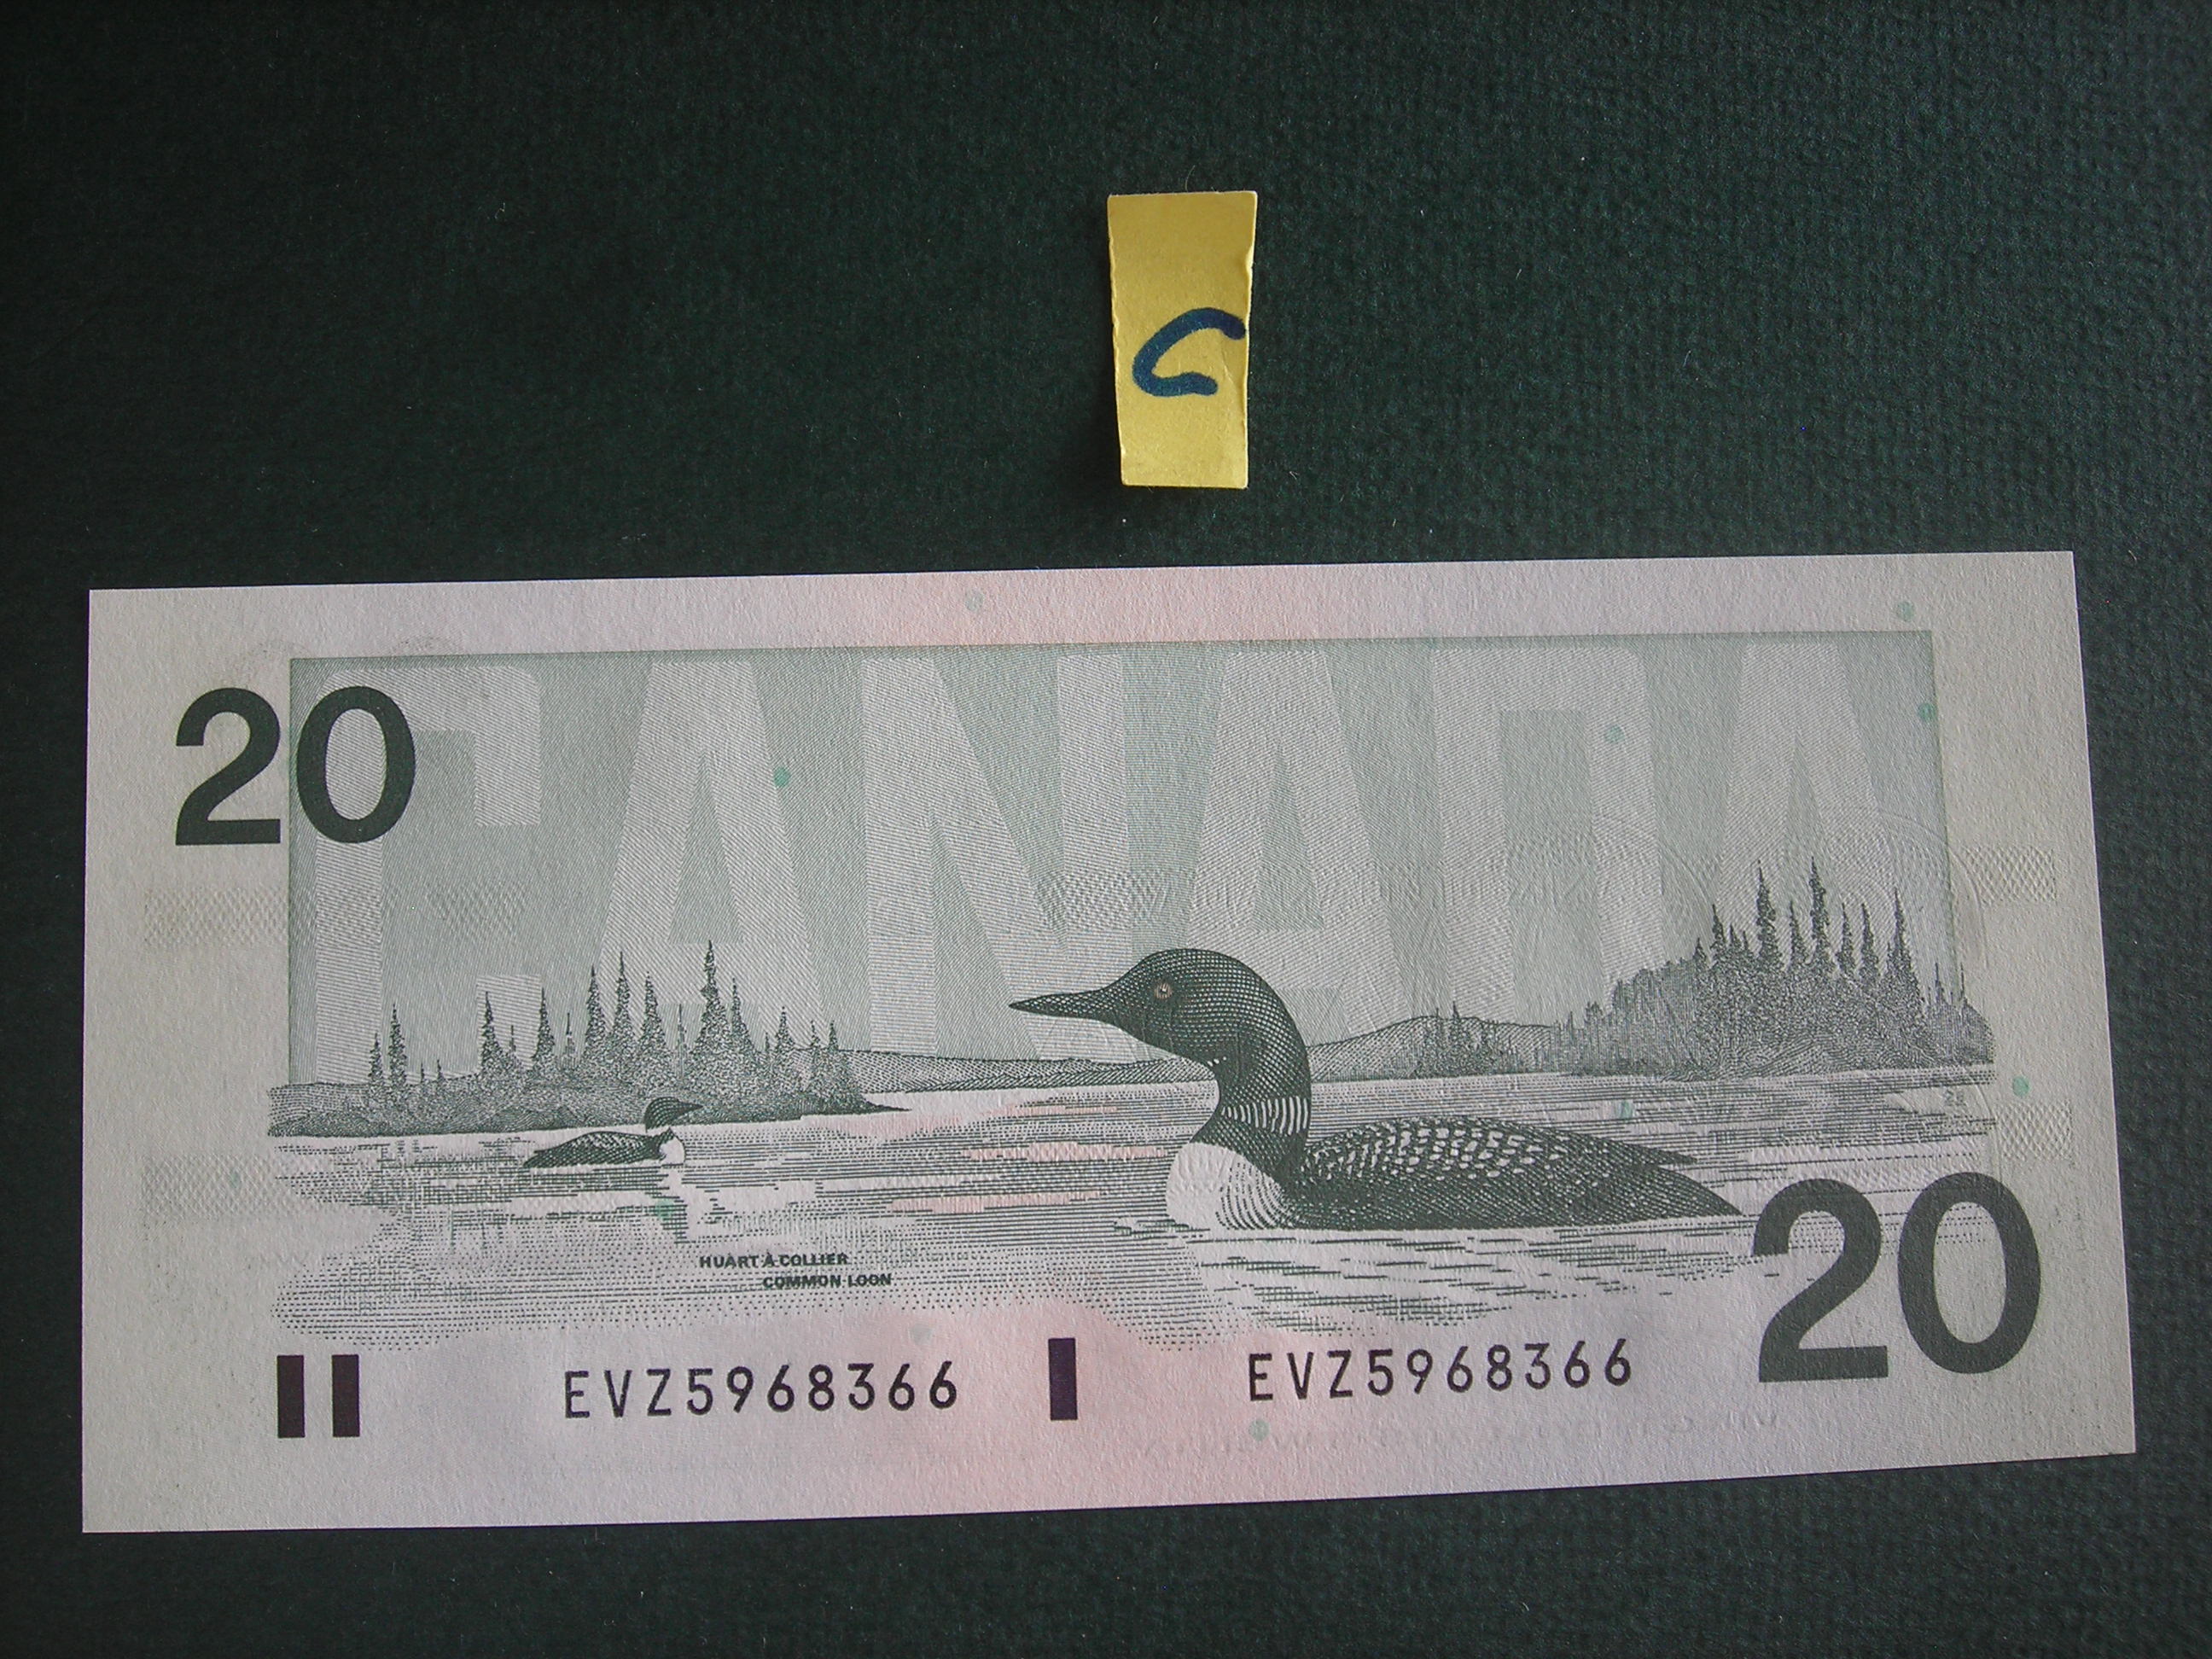 C
20
CANADA
HUART À COLLIER
COMMON LOON
20
EVZ5968366
EVZ5968366